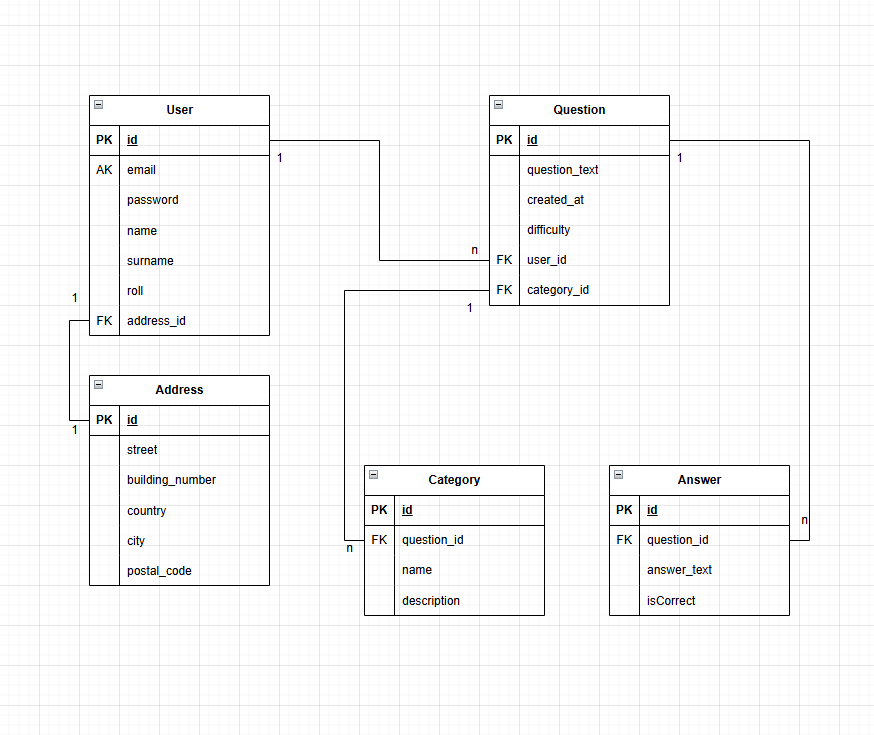 User
PK id
AK email
password
name
surname
roll
FK address_id
1
1
Address
PK id
street
building_number
country
city
postal_code
1
n
Question
PK id
question_text
created_at
difficulty
FK user_id
FK category_id
1
1
n
Category
PK id
FK question_id
name
description
n
Answer
PK id
FK question_id
answer_text
isCorrect